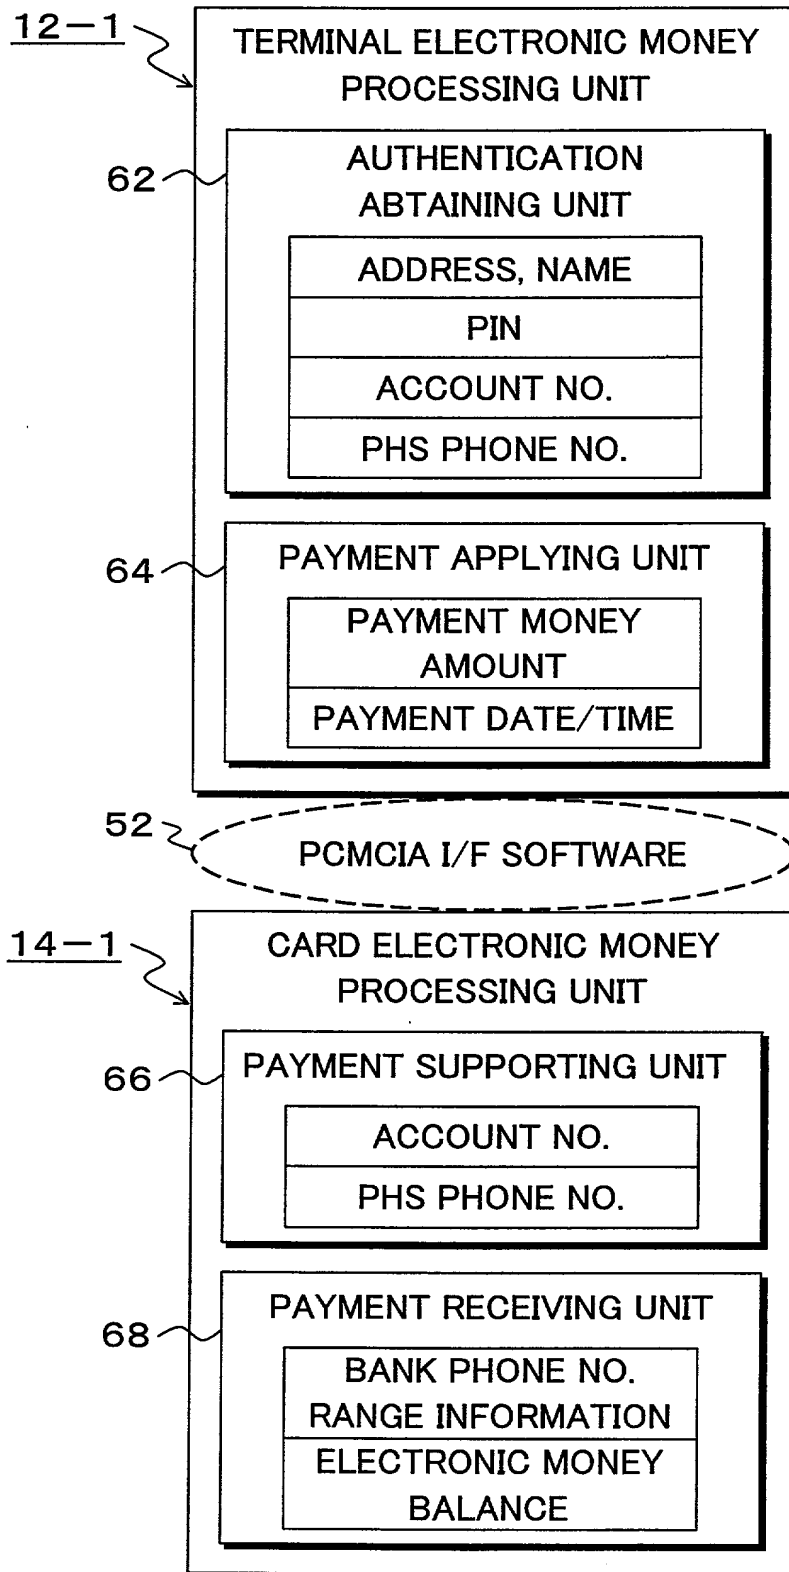 12-1
TERMINAL ELECTRONIC MONEY
PROCESSING UNIT
62
AUTHENTICATION
ABTAINING UNIT
ADDRESS, NAME
PIN
ACCOUNT NO.
PHS PHONE NO.
64
PAYMENT APPLYING UNIT
PAYMENT MONEY
AMOUNT
PAYMENT DATE/TIME
52
PCMCIA I/F SOFTWARE
14-1
CARD ELECTRONIC MONEY
PROCESSING UNIT
66
PAYMENT SUPPORTING UNIT
ACCOUNT NO.
PHS PHONE NO.
68
PAYMENT RECEIVING UNIT
BANK PHONE NO.
RANGE INFORMATION
ELECTRONIC MONEY
BALANCE